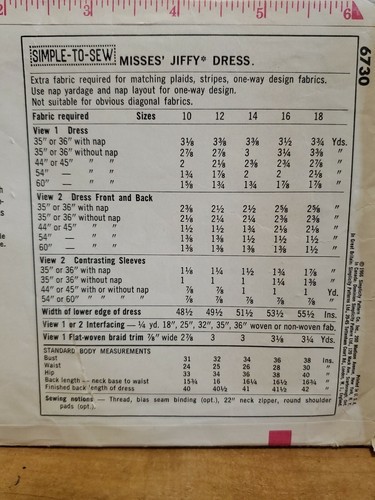 2 3 4 5 6
SIMPLE-TO-SEW MISSES' JIFFY* DRESS.
6730
Extra fabric required for matching plaids, stripes, one-way design fabrics.
Use nap yardage and nap layout for one-way design.
Not suitable for obvious diagonal fabrics.
Fabric required Sizes 10 12 14 16 18
View 1 Dress
35" or 36" with nap 3⅛ 3⅜ 3⅜ 3½ 3¾ Yds.
35" or 36" without nap 2⅞ 2⅞ 3 3¼ 3⅜ "
44" or 45" " " 2 2⅛ 2⅜ 2¾ 2⅞ "
54" — " 1¾ 1⅞ 2 2 2⅛ "
60" — " 1⅝ 1¾ 1¾ 1⅞ 1⅞ "
View 2 Dress Front and Back
35" or 36" with nap 2⅜ 2½ 2½ 2⅝ 2⅝ "
35" or 36" without nap 2⅛ 2¼ 2¼ 2⅜ 2⅜ "
44" or 45" " " 1½ 1½ 1¾ 2⅛ 2⅛ "
54" — " 1⅜ 1⅜ 1½ 1½ 1½ "
60" — " 1⅜ 1⅜ 1⅜ 1½ 1½ "
View 2 Contrasting Sleeves
35" or 36" with nap 1⅛ 1¼ 1½ 1¾ 1⅞ "
35" or 36" without nap 1 1 1 1¼ 1⅜ "
44" or 45" with or without nap ⅞ ⅞ 1 1 1 Yd.
54" or 60" " " " " ⅞ ⅞ ⅞ ⅞ ⅞ "
Width of lower edge of dress 48½ 49½ 51½ 53½ 55½ Ins.
View 1 or 2 Interfacing — ¼ yd. 18", 25", 32", 35", 36" woven or non-woven fab.
View 1 Flat-woven braid trim ⅞" wide 2⅞ 3 3 3⅛ 3¼ Yds.
STANDARD BODY MEASUREMENTS
Bust 31 32 34 36 38 Ins.
Waist 24 25 26 28 30 "
Hip 33 34 36 38 40 "
Back length — neck base to waist 15¾ 16 16¼ 16½ 16¾ "
Finished back length of dress 40 40½ 41 41½ 42 "
Sewing notions — Thread, bias seam binding (opt.), 22" neck zipper, round shoulder
pads (opt.).